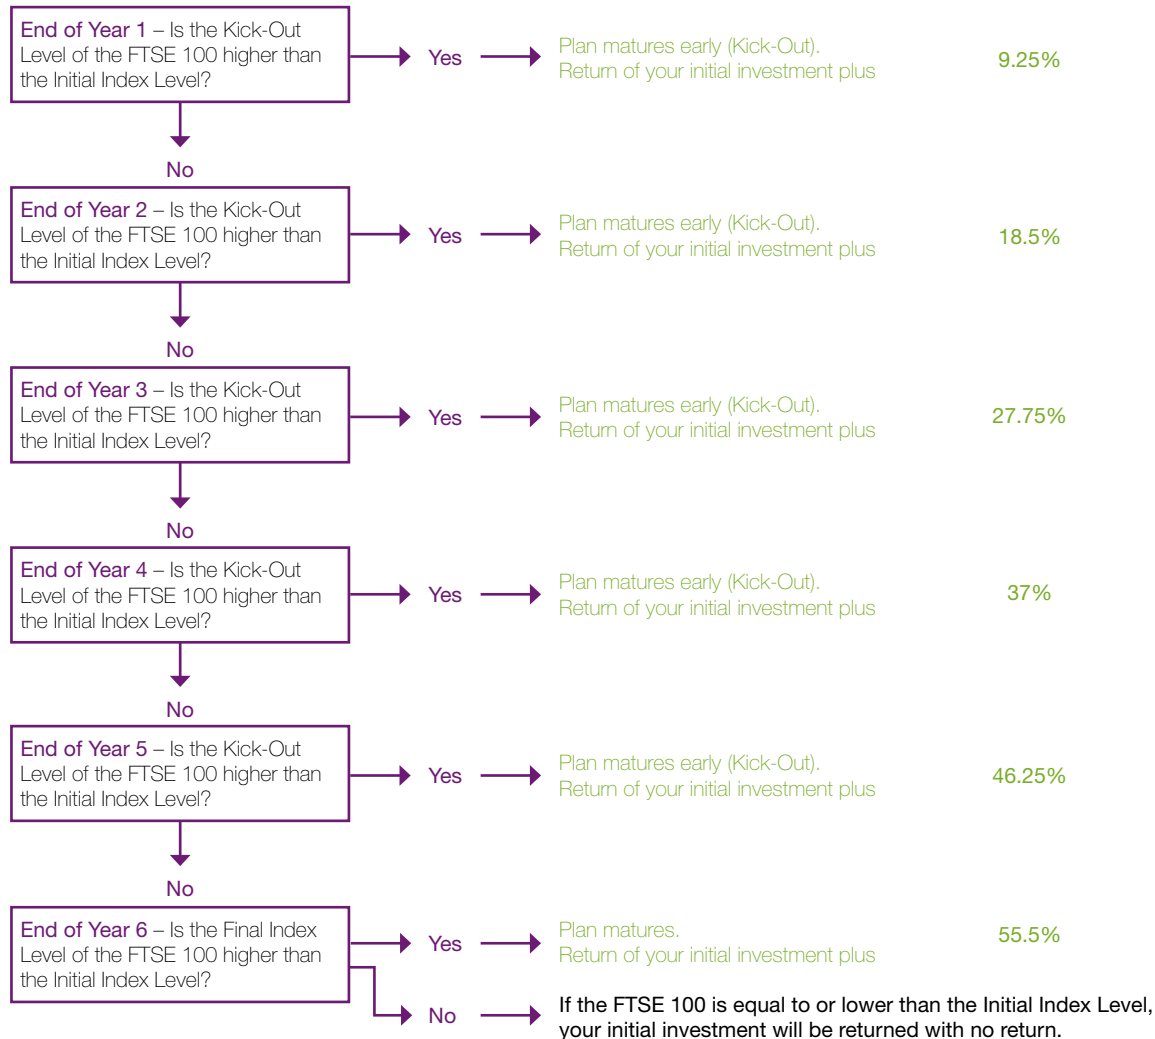 End of Year 1 – Is the Kick-Out
Level of the FTSE 100 higher than
the Initial Index Level?
Yes
Plan matures early (Kick-Out).
Return of your initial investment plus
9.25%
No
End of Year 2 – Is the Kick-Out
Level of the FTSE 100 higher than
the Initial Index Level?
Yes
Plan matures early (Kick-Out).
Return of your initial investment plus
18.5%
No
End of Year 3 – Is the Kick-Out
Level of the FTSE 100 higher than
the Initial Index Level?
Yes
Plan matures early (Kick-Out).
Return of your initial investment plus
27.75%
No
End of Year 4 – Is the Kick-Out
Level of the FTSE 100 higher than
the Initial Index Level?
Yes
Plan matures early (Kick-Out).
Return of your initial investment plus
37%
No
End of Year 5 – Is the Kick-Out
Level of the FTSE 100 higher than
the Initial Index Level?
Yes
Plan matures early (Kick-Out).
Return of your initial investment plus
46.25%
No
End of Year 6 – Is the Final Index
Level of the FTSE 100 higher than
the Initial Index Level?
Yes
Plan matures.
Return of your initial investment plus
55.5%
No
If the FTSE 100 is equal to or lower than the Initial Index Level,
your initial investment will be returned with no return.